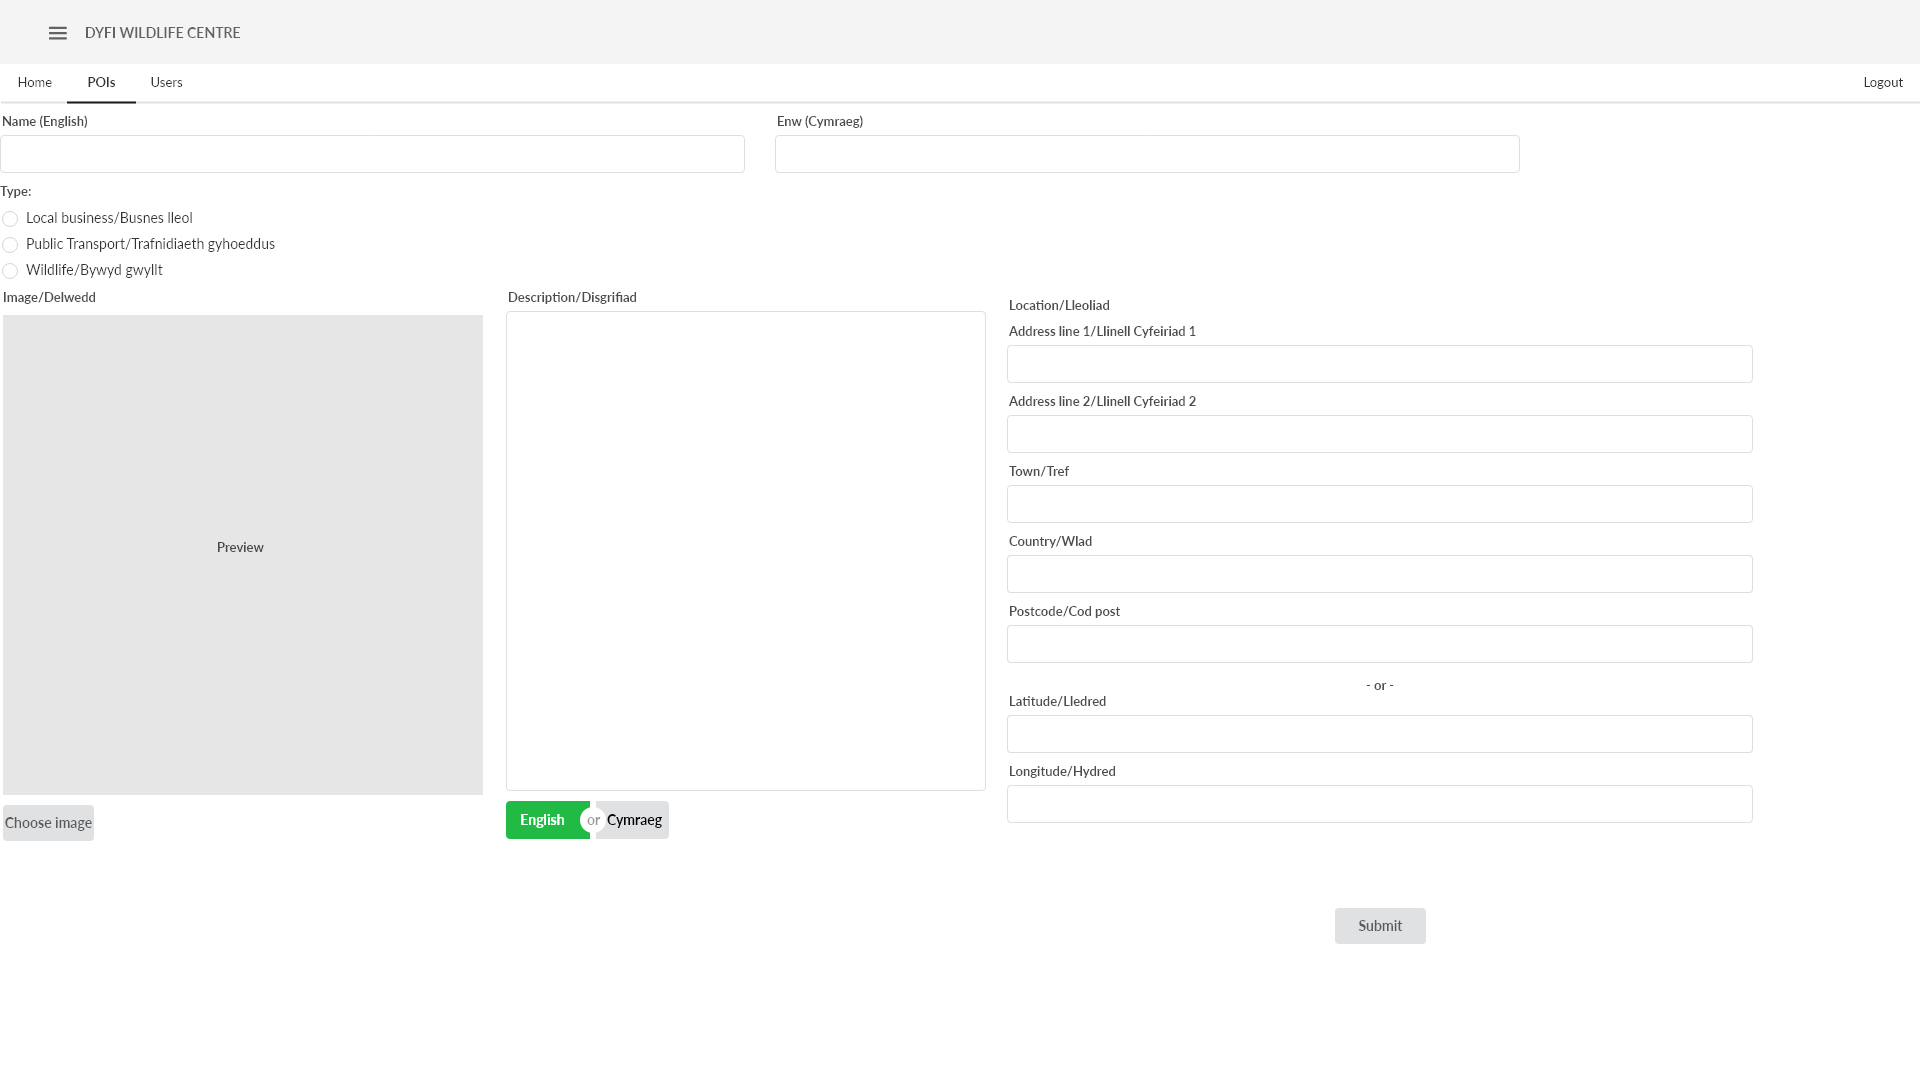 DYFI WILDLIFE CENTRE
Home
POIs
Users
Logout
Name (English)
Enw (Cymraeg)
Type:
Local business/Busnes lleol
Public Transport/Trafnidiaeth gyhoeddus
Wildlife/Bywyd gwyllt
Image/Delwedd
Preview
Choose image
Description/Disgrifiad
English or Cymraeg
Location/Lleoliad
Address line 1/Llinell Cyfeiriad 1
Address line 2/Llinell Cyfeiriad 2
Town/Tref
Country/Wlad
Postcode/Cod post
- or -
Latitude/Lledred
Longitude/Hydred
Submit